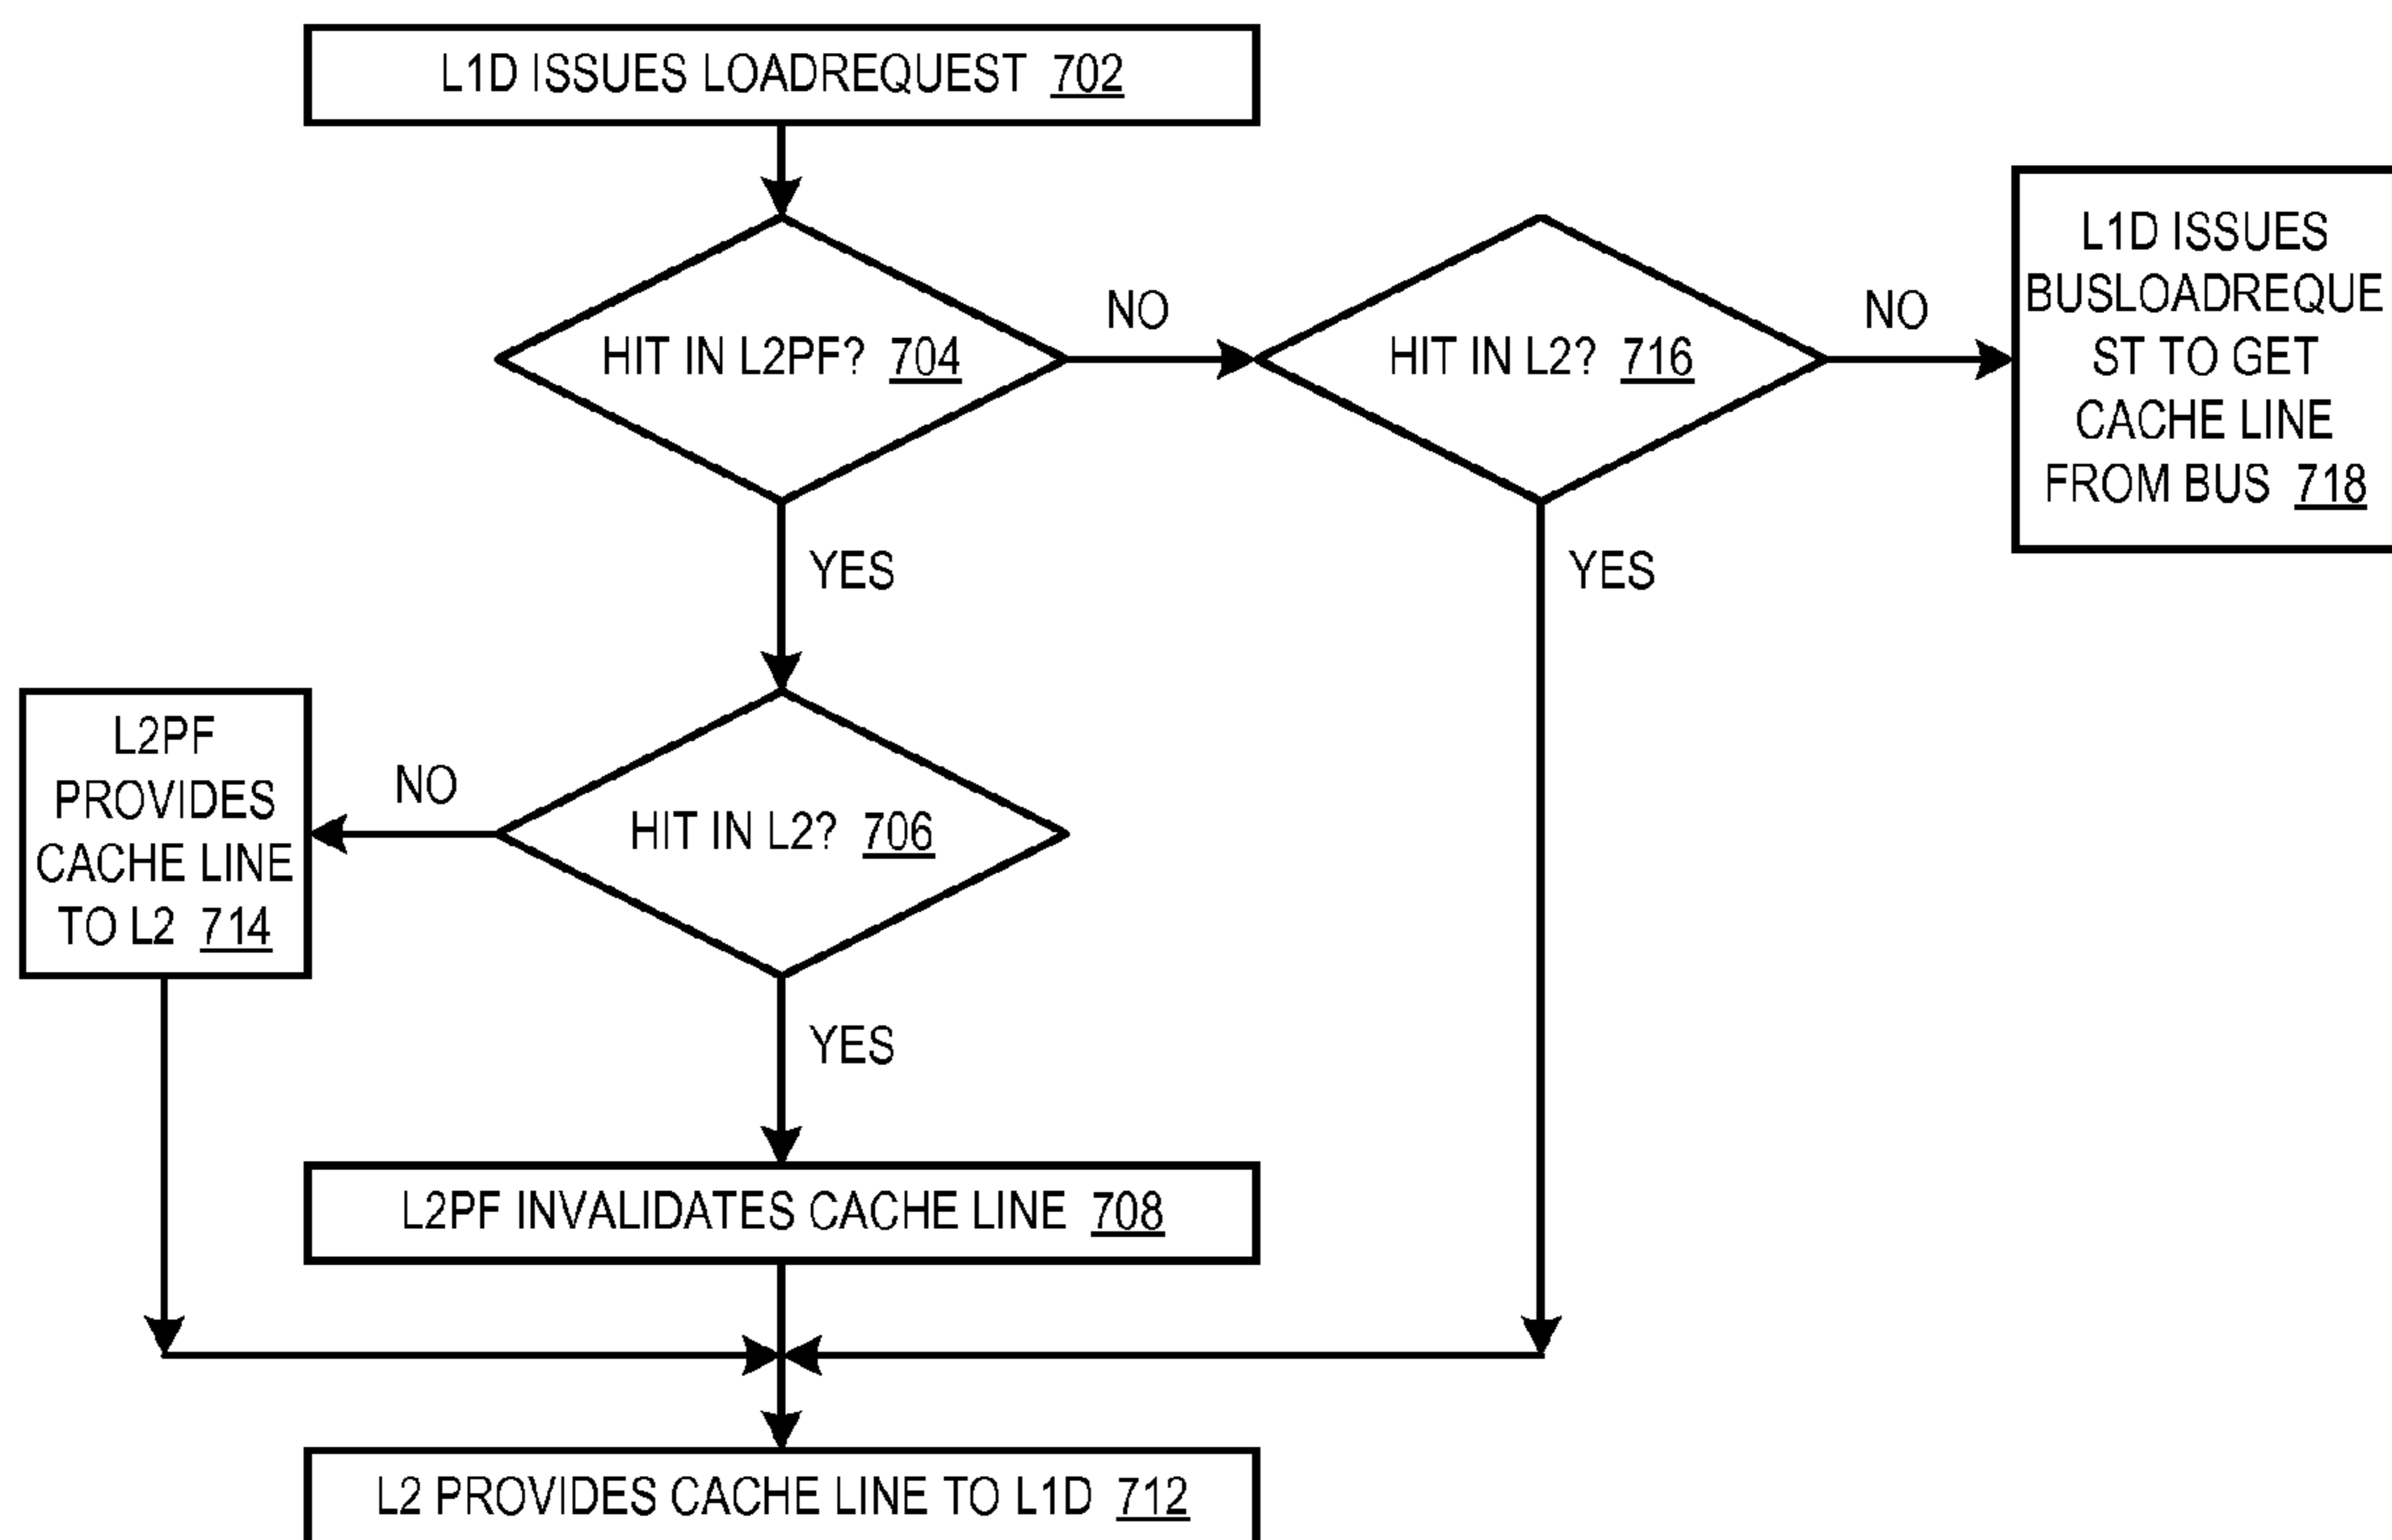 L1D ISSUES LOADREQUEST 702
HIT IN L2PF? 704
NO
HIT IN L2? 716
NO
L1D ISSUES
BUSLOADREQUE
ST TO GET
CACHE LINE
FROM BUS 718
YES
YES
L2PF
PROVIDES
CACHE LINE
TO L2 714
NO
HIT IN L2? 706
YES
L2PF INVALIDATES CACHE LINE 708
L2 PROVIDES CACHE LINE TO L1D 712